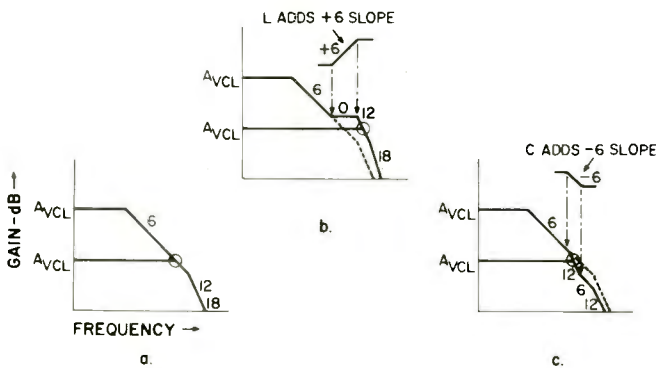 L ADDS +6 SLOPE
+6
AVCL
6
0
12
AVCL
18
b.
C ADDS -6 SLOPE
-6
GAIN-dB →
AVCL
6
AVCL
12
18
FREQUENCY →
a.
AVCL
6
AVCL
12
6
12
c.